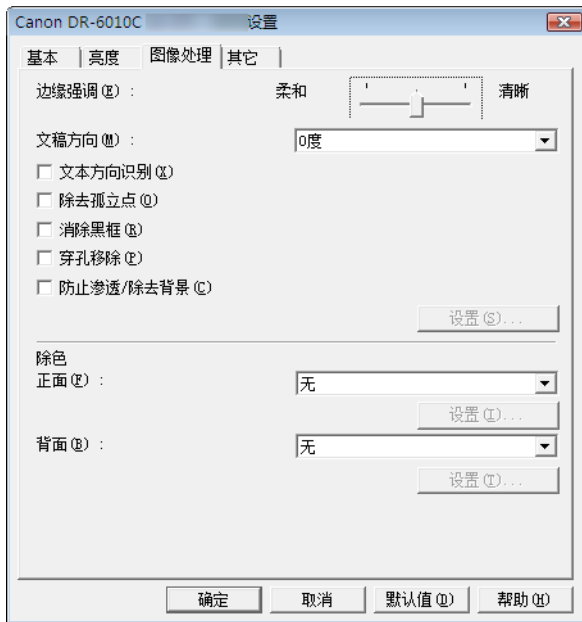 Canon DR-6010C 设置
基本 亮度 图像处理 其它
边缘强调(E)： 柔和 清晰
文稿方向(M)： 0度
文本方向识别(X)
除去孤立点(O)
消除黑框(R)
穿孔移除(P)
防止渗透/除去背景(C)
设置(S)...
除色
正面(F)： 无
设置(I)...
背面(B)： 无
设置(T)...
确定 取消 默认值(D) 帮助(H)